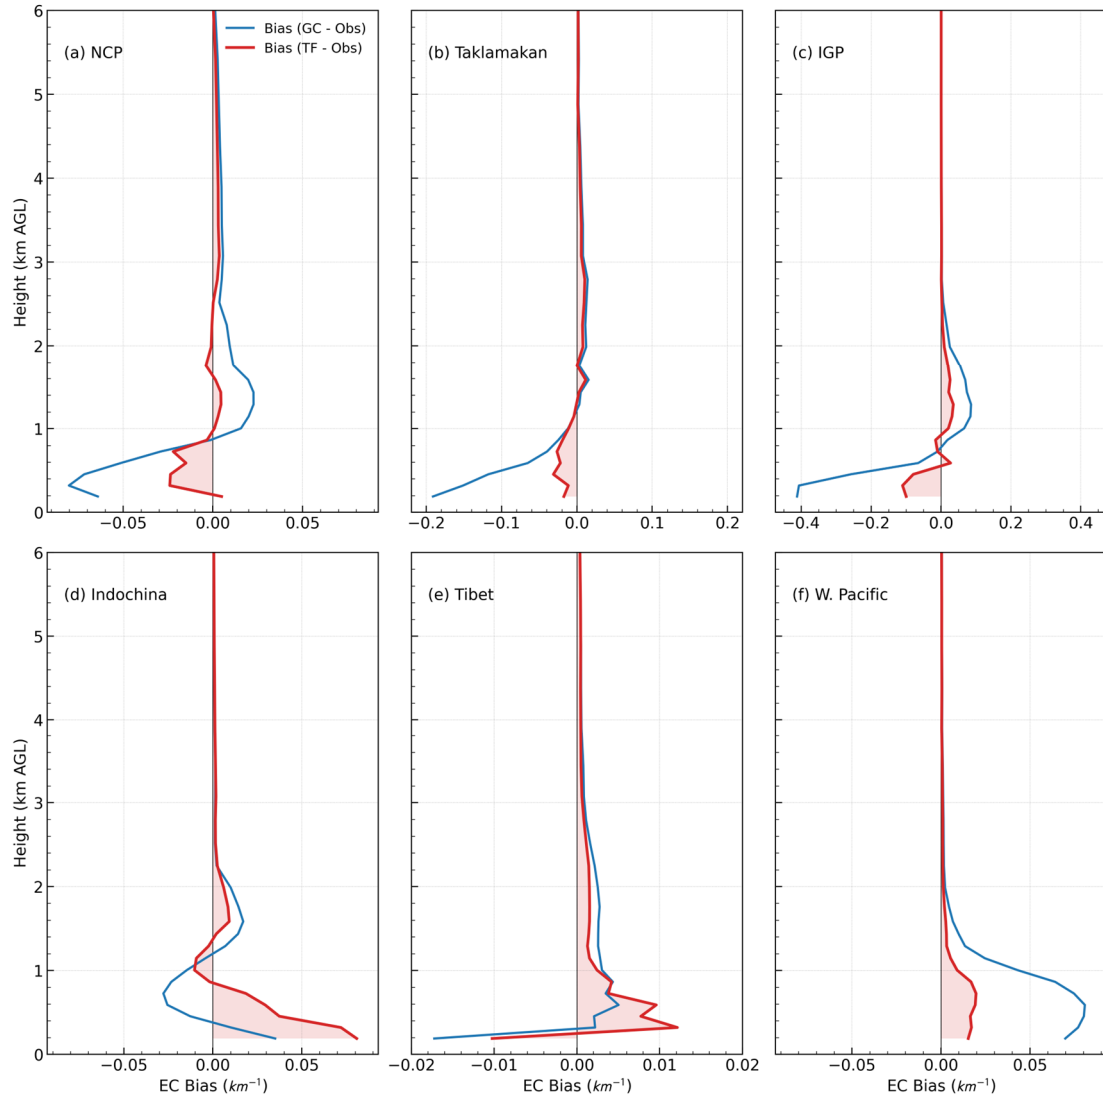 6
5
4
3
2
1
0
Height (km AGL)
(a) NCP
Bias (GC - Obs)
Bias (TF - Obs)
−0.05 0.00 0.05
(b) Taklamakan
−0.2 −0.1 0.0 0.1 0.2
(c) IGP
−0.4 −0.2 0.0 0.2 0.4
6
5
4
3
2
1
0
Height (km AGL)
(d) Indochina
−0.05 0.00 0.05
EC Bias (km⁻¹)
(e) Tibet
−0.02 −0.01 0.00 0.01 0.02
EC Bias (km⁻¹)
(f) W. Pacific
−0.05 0.00 0.05
EC Bias (km⁻¹)